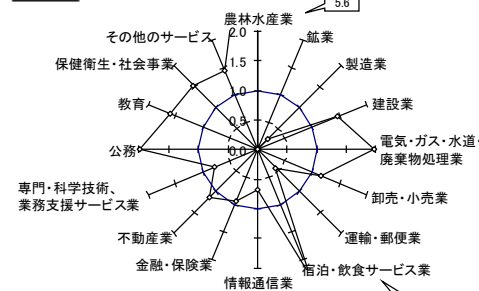 5.6
農林水産業
鉱業
製造業
建設業
電気・ガス・水道・
廃棄物処理業
卸売・小売業
運輸・郵便業
宿泊・飲食サービス業
情報通信業
金融・保険業
不動産業
専門・科学技術、
業務支援サービス業
公務
教育
保健衛生・社会事業
その他のサービス
2.0
1.5
1.0
0.5
0.0